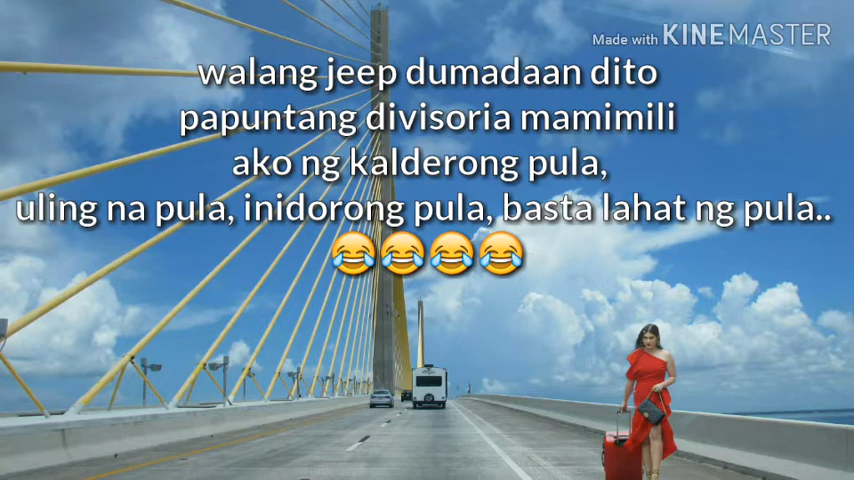 Made with KINEMASTER
walang jeep dumadaan dito
papuntang divisoria mamimili
ako ng kalderong pula,
uling na pula, inidorong pula, basta lahat ng pula..
😂😂😂😂